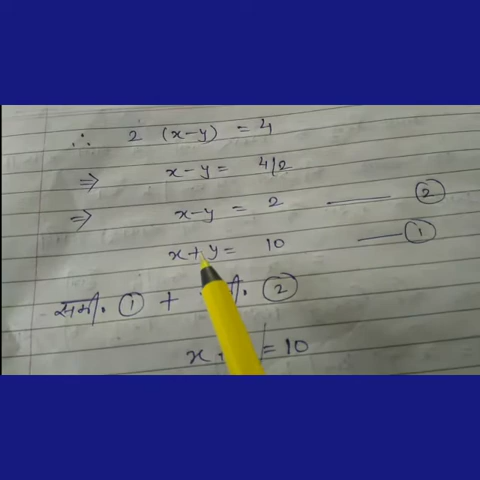 ∴ 2 (x-y) = 4
⇒ x-y = 4/2
⇒ x-y = 2 —— ②
x+y = 10 —— ①
समी. ① + ②
x+ = 10